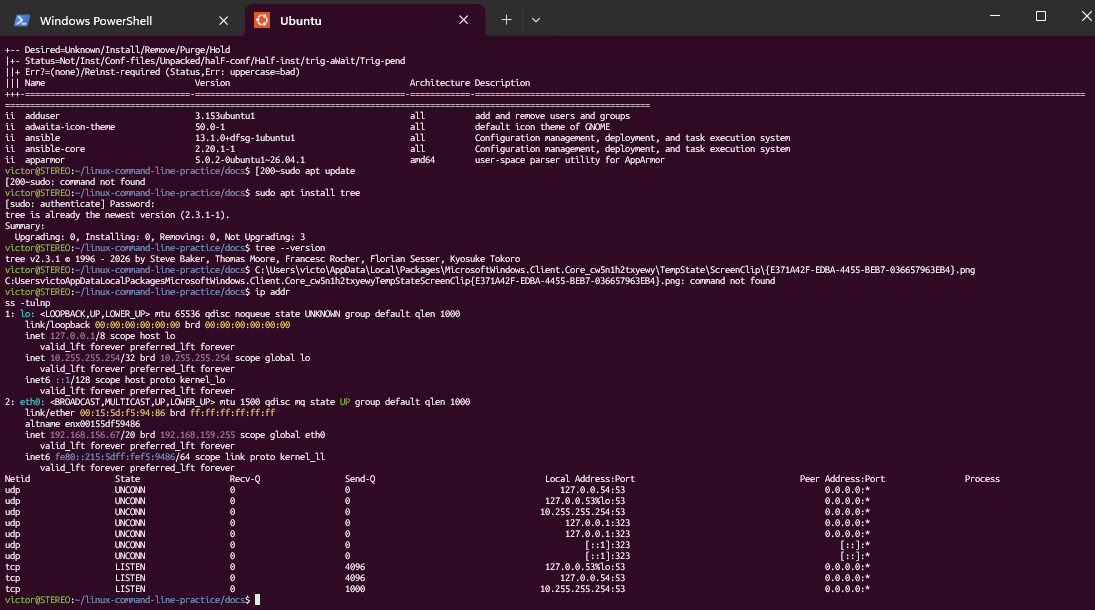 Windows PowerShell
Ubuntu
+-- Desired=Unknown/Install/Remove/Purge/Hold
|+- Status=Not/Inst/Conf-files/Unpacked/halF-conf/Half-inst/trig-aWait/Trig-pend
||+ Err?=(none)/Reinst-required (Status,Err: uppercase=bad)
||| Name Version Architecture Description
+++-=================================-==========================================-============-==========================================================================================================================
=================================================================================================================================
ii adduser 3.153ubuntu1 all add and remove users and groups
ii adwaita-icon-theme 50.0-1 all default icon theme of GNOME
ii ansible 13.1.0+dfsg-1ubuntu1 all Configuration management, deployment, and task execution system
ii ansible-core 2.20.1-1 all Configuration management, deployment, and task execution system
ii apparmor 5.0.2-0ubuntu1~26.04.1 amd64 user-space parser utility for AppArmor
victor@STEREO:~/linux-command-line-practice/docs$ [200~sudo apt update
[200~sudo: command not found
victor@STEREO:~/linux-command-line-practice/docs$ sudo apt install tree
[sudo: authenticate] Password:
tree is already the newest version (2.3.1-1).
Summary:
Upgrading: 0, Installing: 0, Removing: 0, Not Upgrading: 3
victor@STEREO:~/linux-command-line-practice/docs$ tree --version
tree v2.3.1 © 1996 - 2026 by Steve Baker, Thomas Moore, Francesc Rocher, Florian Sesser, Kyosuke Tokoro
victor@STEREO:~/linux-command-line-practice/docs$ C:\Users\victo\AppData\Local\Packages\MicrosoftWindows.Client.Core_cw5n1h2txyewy\TempState\ScreenClip\{E371A42F-EDBA-4455-BEB7-036657963EB4}.png
C:UsersvictoAppDataLocalPackagesMicrosoftWindows.Client.Core_cw5n1h2txyewyTempStateScreenClip{E371A42F-EDBA-4455-BEB7-036657963EB4}.png: command not found
victor@STEREO:~/linux-command-line-practice/docs$ ip addr
ss -tulnp
1: lo: <LOOPBACK,UP,LOWER_UP> mtu 65536 qdisc noqueue state UNKNOWN group default qlen 1000
link/loopback 00:00:00:00:00:00 brd 00:00:00:00:00:00
inet 127.0.0.1/8 scope host lo
valid_lft forever preferred_lft forever
inet 10.255.255.254/32 brd 10.255.255.254 scope global lo
valid_lft forever preferred_lft forever
inet6 ::1/128 scope host proto kernel_lo
valid_lft forever preferred_lft forever
2: eth0: <BROADCAST,MULTICAST,UP,LOWER_UP> mtu 1500 qdisc mq state UP group default qlen 1000
link/ether 00:15:5d:f5:94:86 brd ff:ff:ff:ff:ff:ff
altname enx00155df59486
inet 192.168.156.67/20 brd 192.168.159.255 scope global eth0
valid_lft forever preferred_lft forever
inet6 fe80::215:5dff:fef5:9486/64 scope link proto kernel_ll
valid_lft forever preferred_lft forever
Netid State Recv-Q Send-Q Local Address:Port Peer Address:Port Process
udp UNCONN 0 0 127.0.0.54:53 0.0.0.0:*
udp UNCONN 0 0 127.0.0.53%lo:53 0.0.0.0:*
udp UNCONN 0 0 10.255.255.254:53 0.0.0.0:*
udp UNCONN 0 0 127.0.0.1:323 0.0.0.0:*
udp UNCONN 0 0 127.0.0.1:323 0.0.0.0:*
udp UNCONN 0 0 [::1]:323 [::]:*
udp UNCONN 0 0 [::1]:323 [::]:*
tcp LISTEN 0 4096 127.0.0.53%lo:53 0.0.0.0:*
tcp LISTEN 0 4096 127.0.0.54:53 0.0.0.0:*
tcp LISTEN 0 1000 10.255.255.254:53 0.0.0.0:*
victor@STEREO:~/linux-command-line-practice/docs$